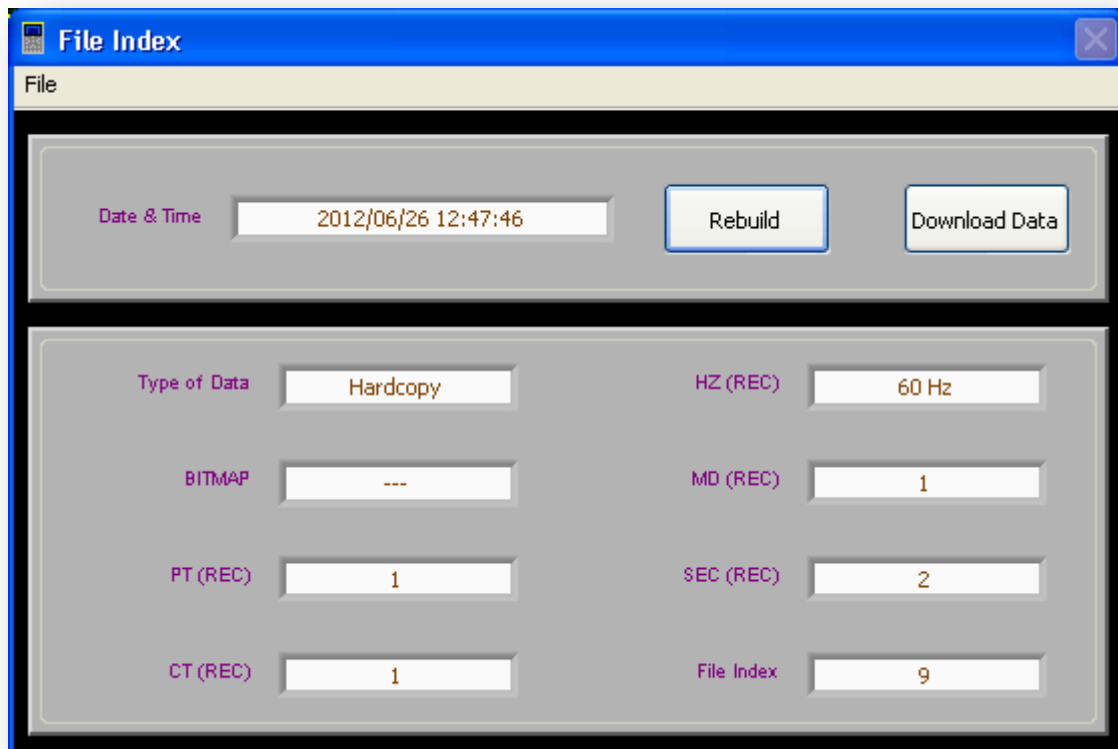 File Index
File
Date & Time 2012/06/26 12:47:46 Rebuild Download Data
Type of Data Hardcopy HZ (REC) 60 Hz
BITMAP --- MD (REC) 1
PT (REC) 1 SEC (REC) 2
CT (REC) 1 File Index 9